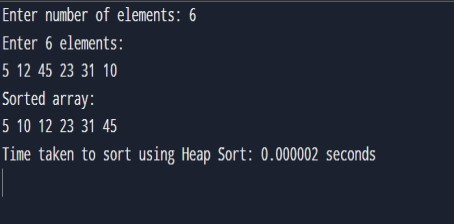 Enter number of elements: 6
Enter 6 elements:
5 12 45 23 31 10
Sorted array:
5 10 12 23 31 45
Time taken to sort using Heap Sort: 0.000002 seconds